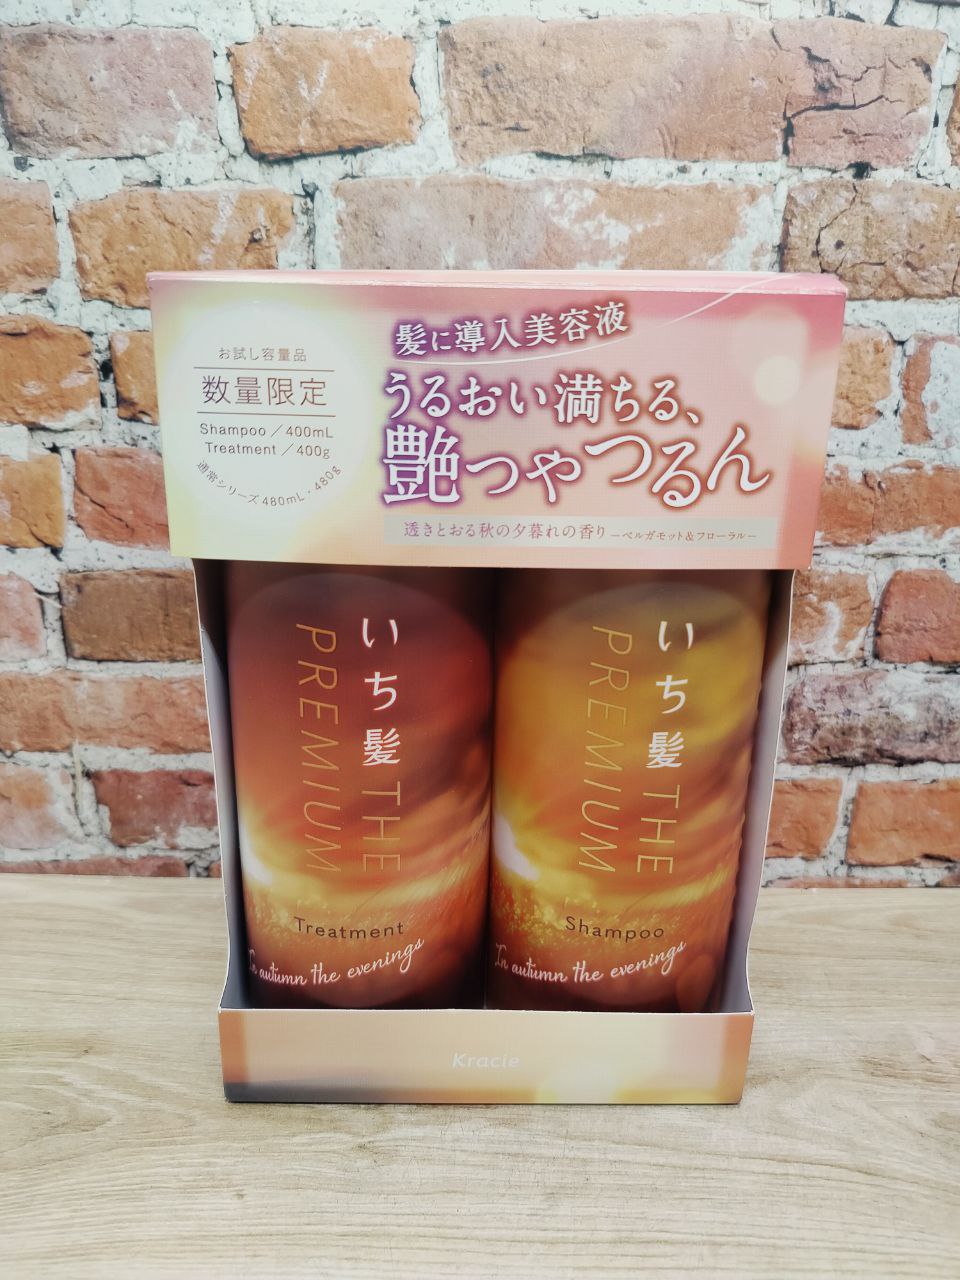 お試し容量品
数量限定
Shampoo／400mL
Treatment／400g
通常シリーズ480mL・480g
髪に導入美容液
うるおい満ちる、
艶つやつるん
透きとおる秋の夕暮れの香り ーベルガモット&フローラルー
いち髪 THE
PREMIUM
Treatment
In autumn the evenings
いち髪 THE
PREMIUM
Shampoo
In autumn the evenings
Kracie